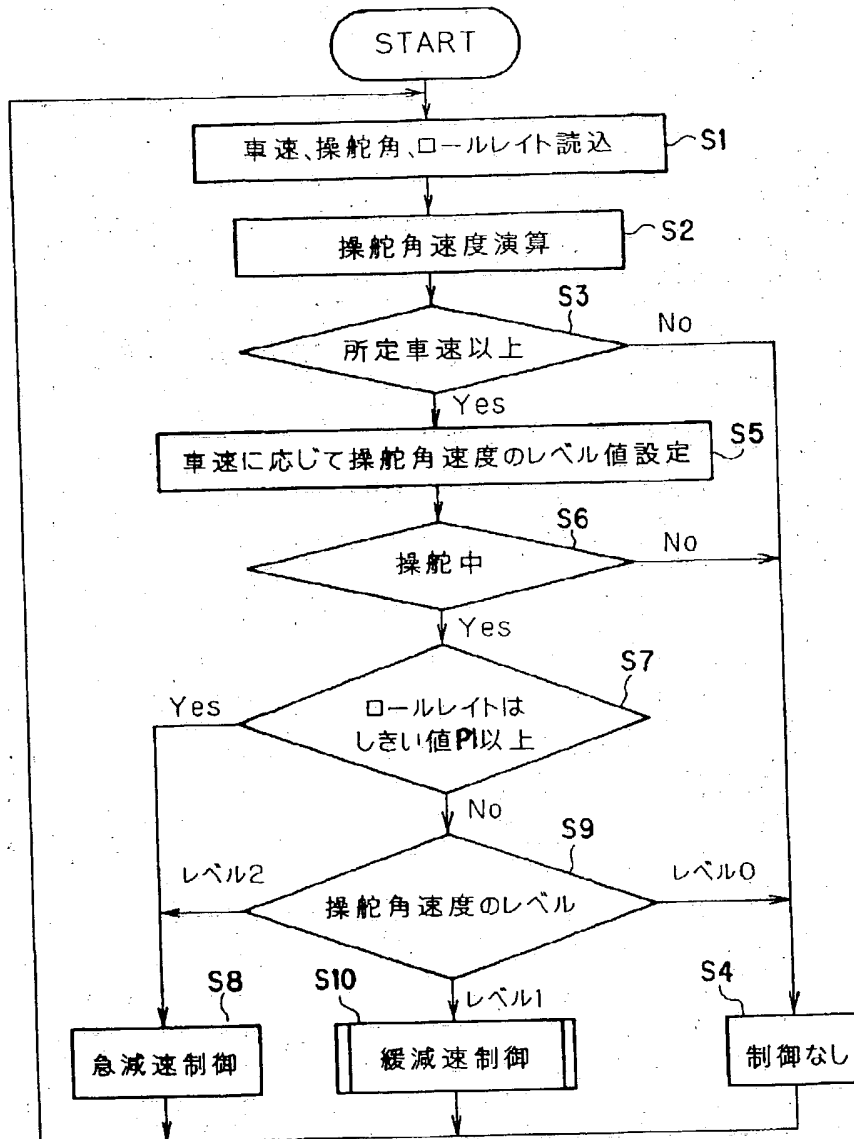 START
車速、操舵角、ロールレイト読込
S1
操舵角速度演算
S2
S3
所定車速以上
No
Yes
車速に応じて操舵角速度のレベル値設定
S5
S6
操舵中
No
Yes
S7
Yes
ロールレイトは
しきい値P1以上
No
S9
レベル2
操舵角速度のレベル
レベル0
S8
S10
レベル1
S4
急減速制御
緩減速制御
制御なし